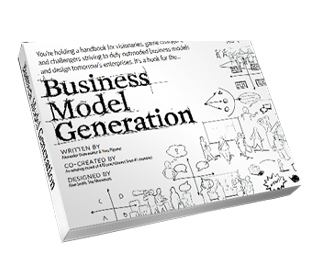 You're holding a handbook for visionaries, game changers,
and challengers striving to defy outmoded business models
and design tomorrow's enterprises. It's a book for the...
Business
Model
Generation
WRITTEN BY
Alexander Osterwalder & Yves Pigneur
CO-CREATED BY
An amazing crowd of 470 practitioners from 45 countries
DESIGNED BY
Alan Smith, The Movement
C
D
A
B
Business Model Generation